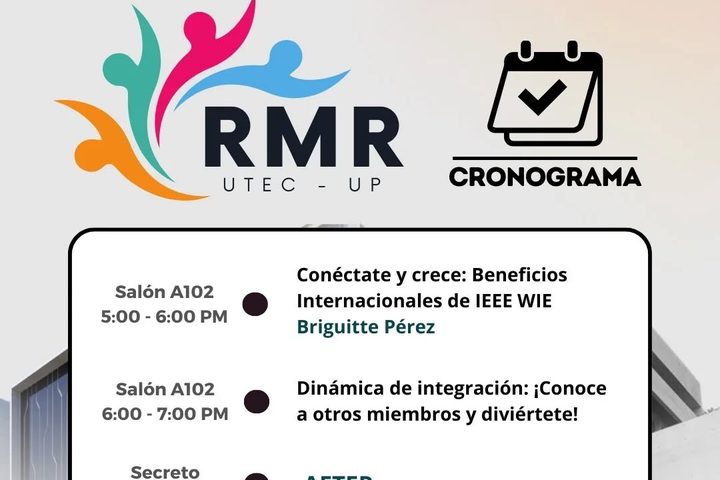 RMR
UTEC - UP
CRONOGRAMA
Salón A102
5:00 - 6:00 PM
Conéctate y crece: Beneficios
Internacionales de IEEE WIE
Briguitte Pérez
Salón A102
6:00 - 7:00 PM
Dinámica de integración: ¡Conoce
a otros miembros y diviértete!
Secreto
AFTER